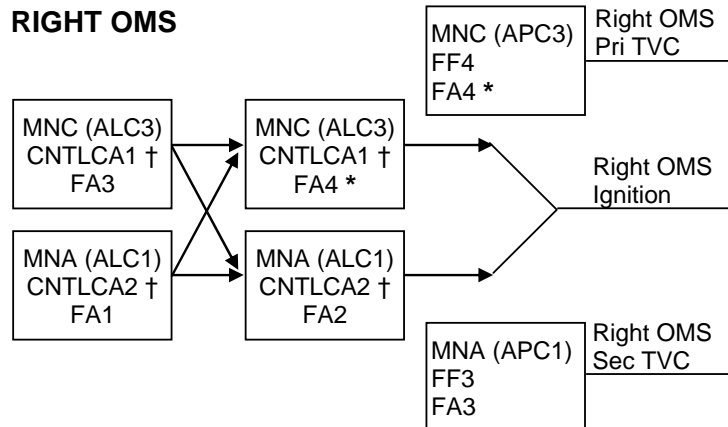 RIGHT OMS
MNC (APC3)
FF4
FA4 *
Right OMS
Pri TVC
MNC (ALC3)
CNTLCA1 †
FA3
MNC (ALC3)
CNTLCA1 †
FA4 *
Right OMS
Ignition
MNA (ALC1)
CNTLCA2 †
FA1
MNA (ALC1)
CNTLCA2 †
FA2
MNA (APC1)
FF3
FA3
Right OMS
Sec TVC